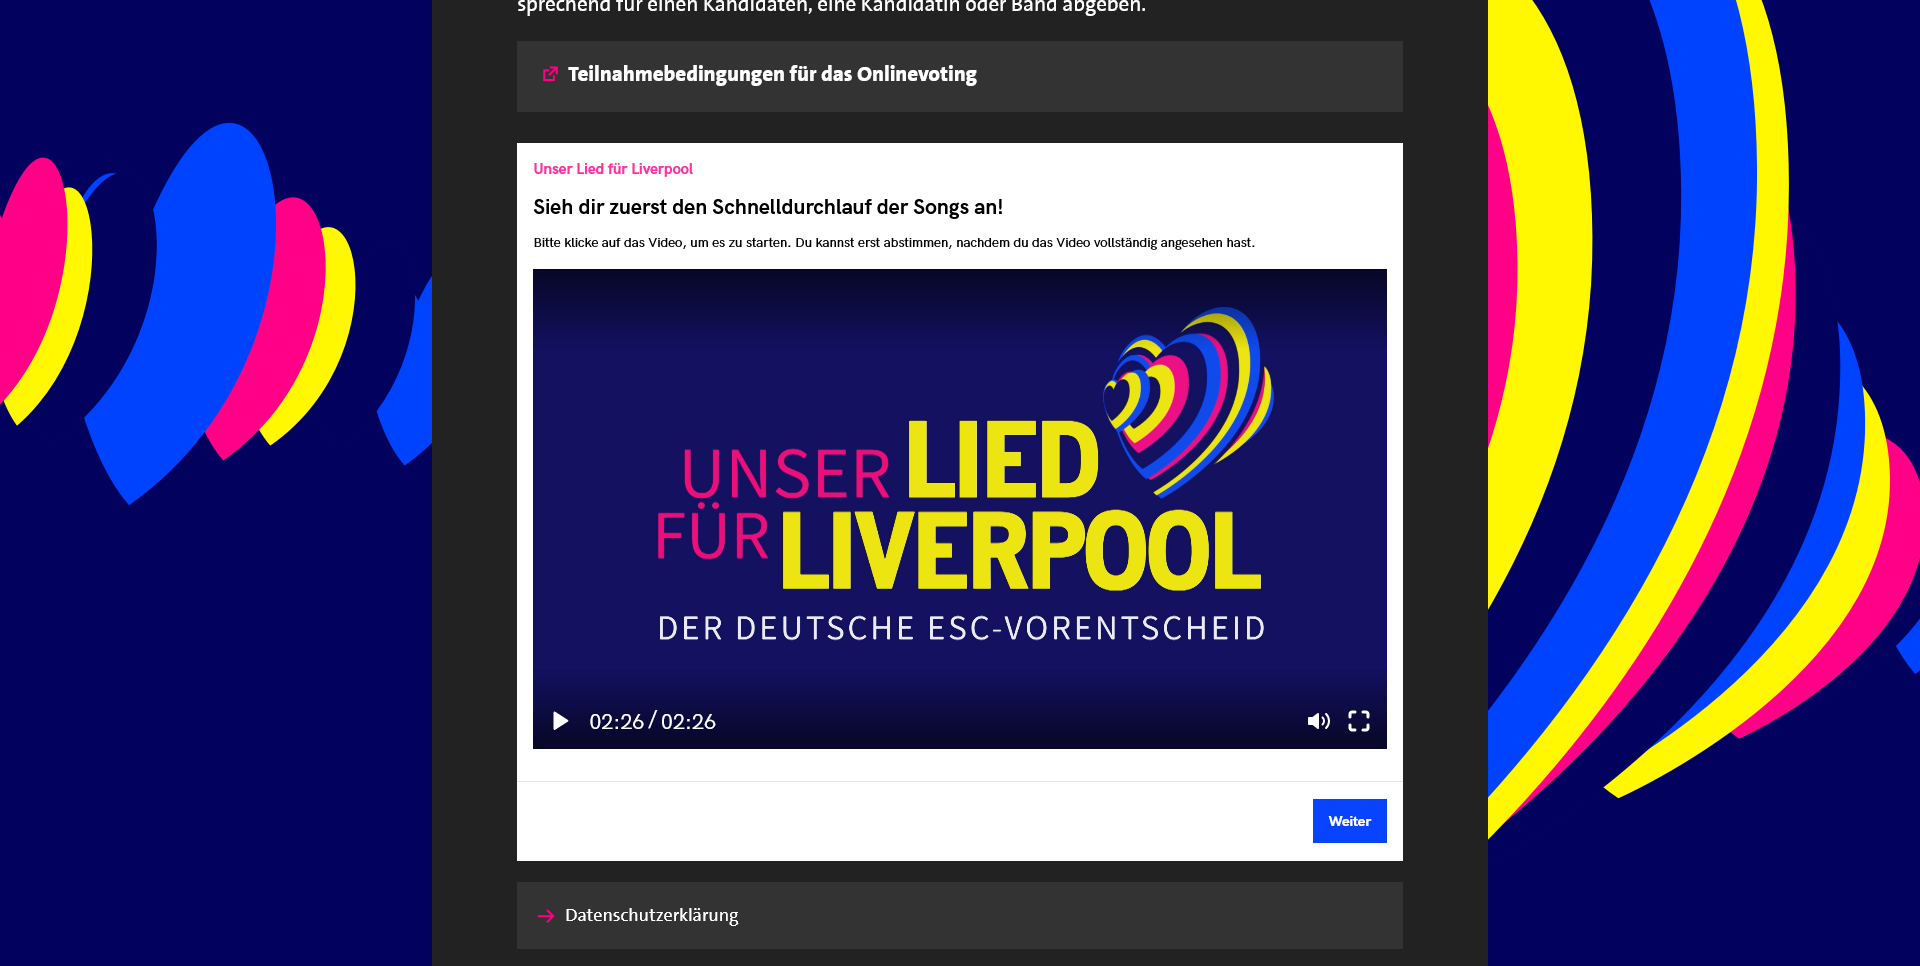 sprechend für einen Kandidaten, eine Kandidatin oder Band abgeben.
Teilnahmebedingungen für das Onlinevoting
Unser Lied für Liverpool
Sieh dir zuerst den Schnelldurchlauf der Songs an!
Bitte klicke auf das Video, um es zu starten. Du kannst erst abstimmen, nachdem du das Video vollständig angesehen hast.
UNSER LIED
FÜR LIVERPOOL
DER DEUTSCHE ESC-VORENTSCHEID
02:26 / 02:26
Weiter
Datenschutzerklärung